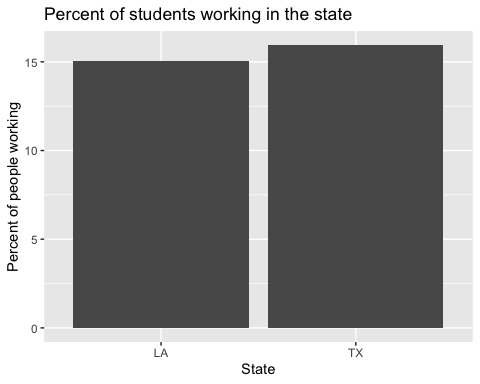 Percent of students working in the state
Percent of people working
15
10
5
0
LA
TX
State